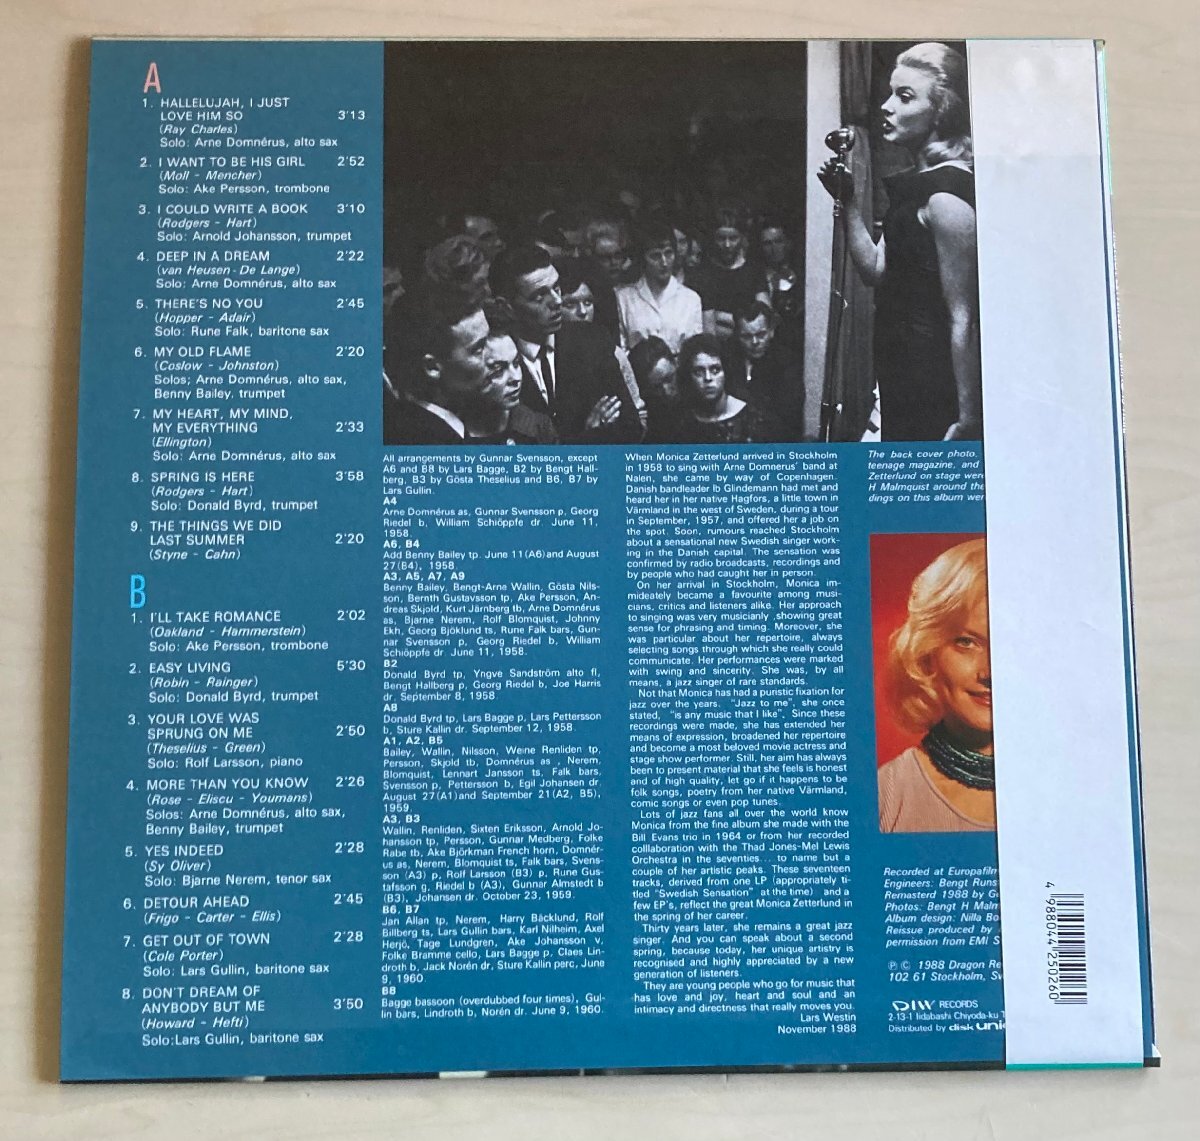 A
1. HALLELUJAH, I JUST
LOVE HIM SO 3'13
(Ray Charles)
Solo: Arne Domnérus, alto sax
2. I WANT TO BE HIS GIRL 2'52
(Moll - Mencher)
Solo: Ake Persson, trombone
3. I COULD WRITE A BOOK 3'10
(Rodgers - Hart)
Solo: Arnold Johansson, trumpet
4. DEEP IN A DREAM 2'22
(van Heusen - De Lange)
Solo: Arne Domnérus, alto sax
5. THERE'S NO YOU 2'45
(Hopper - Adair)
Solo: Rune Falk, baritone sax
6. MY OLD FLAME 2'20
(Coslow - Johnston)
Solos; Arne Domnérus, alto sax,
Benny Bailey, trumpet
7. MY HEART, MY MIND,
MY EVERYTHING 2'33
(Ellington)
Solo: Arne Domnérus, alto sax
8. SPRING IS HERE 3'58
(Rodgers - Hart)
Solo: Donald Byrd, trumpet
9. THE THINGS WE DID
LAST SUMMER 2'20
(Styne - Cahn)
B
1. I'LL TAKE ROMANCE 2'02
(Oakland - Hammerstein)
Solo: Ake Persson, trombone
2. EASY LIVING 5'30
(Robin - Rainger)
Solo: Donald Byrd, trumpet
3. YOUR LOVE WAS
SPRUNG ON ME 2'50
(Theselius - Green)
Solo: Rolf Larsson, piano
4. MORE THAN YOU KNOW 2'26
(Rose - Eliscu - Youmans)
Solos: Arne Domnérus, alto sax,
Benny Bailey, trumpet
5. YES INDEED 2'28
(Sy Oliver)
Solo: Bjarne Nerem, tenor sax
6. DETOUR AHEAD 2'45
(Frigo - Carter - Ellis)
7. GET OUT OF TOWN 2'28
(Cole Porter)
Solo: Lars Gullin, baritone sax
8. DON'T DREAM OF
ANYBODY BUT ME 3'50
(Howard - Hefti)
Solo:Lars Gullin, baritone sax
All arrangements by Gunnar Svensson, except
A6 and B8 by Lars Bagge, B2 by Bengt Hall-
berg, B3 by Gösta Theselius and B6, B7 by
Lars Gullin.
A4
Arne Domnérus as, Gunnar Svensson p, Georg
Riedel b, William Schiöppfe dr. June 11,
1958.
A6, B4
Add Benny Bailey tp. June 11(A6)and August
27(B4), 1958.
A3, A5, A7, A9
Benny Bailey, Bengt-Arne Wallin, Gösta Nils-
son, Bernth Gustavsson tp, Ake Persson, An-
dreas Skjold, Kurt Järnberg tb, Arne Domnérus
as, Bjarne Nerem, Rolf Blomquist, Johnny
Ekh, Georg Björklund ts, Rune Falk bars, Gun-
nar Svensson p, Georg Riedel b, William
Schiöppfe dr. June 11, 1958.
B2
Donald Byrd tp, Yngve Sandström alto fl,
Bengt Hallberg p, Georg Riedel b, Joe Harris
dr. September 8, 1958.
A8
Donald Byrd tp, Lars Bagge p, Lars Pettersson
b, Sture Kallin dr. September 12, 1958.
A1, A2, B5
Bailey, Wallin, Nilsson, Weine Renliden tp,
Persson, Skjold tb, Domnérus as , Nerem,
Blomquist, Lennart Jansson ts, Falk bars,
Svensson p, Pettersson b, Egil Johansen dr.
August 27(A1)and September 21(A2, B5),
1959.
A3, B3
Wallin, Renliden, Sixten Eriksson, Arnold Jo-
hansson tp, Persson, Gunnar Medberg, Folke
Rabe tb, Ake Björkman French horn, Domnér-
us as, Nerem, Blomquist ts, Falk bars, Svens-
son (A3) p, Rolf Larsson (B3) p, Rune Gus-
tafsson g, Riedel b (A3), Gunnar Almstedt b
(B3), Johansen dr. October 23, 1959.
B6, B7
Jan Allan tp, Nerem, Harry Bäcklund, Rolf
Billberg ts, Lars Gullin bars, Karl Nilheim, Axel
Herjö, Tage Lundgren, Ake Johansson v,
Folke Bramme cello, Lars Bagge p, Claes Lin-
droth b, Jack Norén dr, Sture Kallin perc, June
9, 1960.
B8
Bagge bassoon (overdubbed four times), Gul-
lin bars, Lindroth b, Norén dr. June 9, 1960.
When Monica Zetterlund arrived in Stockholm
in 1958 to sing with Arne Domnerus' band at
Nalen, she came by way of Copenhagen.
Danish bandleader Ib Glindemann had met and
heard her in her native Hagfors, a little town in
Värmland in the west of Sweden, during a tour
in September, 1957, and offered her a job on
the spot. Soon, rumours reached Stockholm
about a sensational new Swedish singer work-
ing in the Danish capital. The sensation was
confirmed by radio broadcasts, recordings and
by people who had caught her in person.
On her arrival in Stockholm, Monica im-
mideately became a favourite among musi-
cians, critics and listeners alike. Her approach
to singing was very musicianly ,showing great
sense for phrasing and timing. Moreover, she
was particular about her repertoire, always
selecting songs through which she really could
communicate. Her performances were marked
with swing and sincerity. She was, by all
means, a jazz singer of rare standards.
Not that Monica has had a puristic fixation for
jazz over the years. "Jazz to me", she once
stated, "is any music that I like". Since these
recordings were made, she has extended her
means of expression, broadened her repertoire
and become a most beloved movie actress and
stage show performer. Still, her aim has always
been to present material that she feels is honest
and of high quality, let go if it happens to be
folk songs, poetry from her native Värmland,
comic songs or even pop tunes.
Lots of jazz fans all over the world know
Monica from the fine album she made with the
Bill Evans trio in 1964 or from her recorded
colllaboration with the Thad Jones-Mel Lewis
Orchestra in the seventies... to name but a
couple of her artistic peaks. These seventeen
tracks, derived from one LP (appropriately ti-
tled "Swedish Sensation" at the time) and a
few EP's, reflect the great Monica Zetterlund in
the spring of her career.
Thirty years later, she remains a great jazz
singer. And you can speak about a second
spring, because today, her unique artistry is
recognised and highly appreciated by a new
generation of listeners.
They are young people who go for music that
has love and joy, heart and soul and an
intimacy and directness that really moves you.
Lars Westin
November 1988
The back cover photo,
teenage magazine, and
Zetterlund on stage wer
H Malmquist around the
dings on this album wer
Recorded at Europafilm
Engineers: Bengt Runs
Remasterd 1988 by G
Photos: Bengt H Malm
Album design: Nilla Bo
Reissue produced by
permission from EMI S
℗ © 1988 Dragon Re
102 61 Stockholm, Sw
DIW RECORDS
2-13-1 Iidabashi Chiyoda-ku T
Distributed by disk unio
4 988044 250260